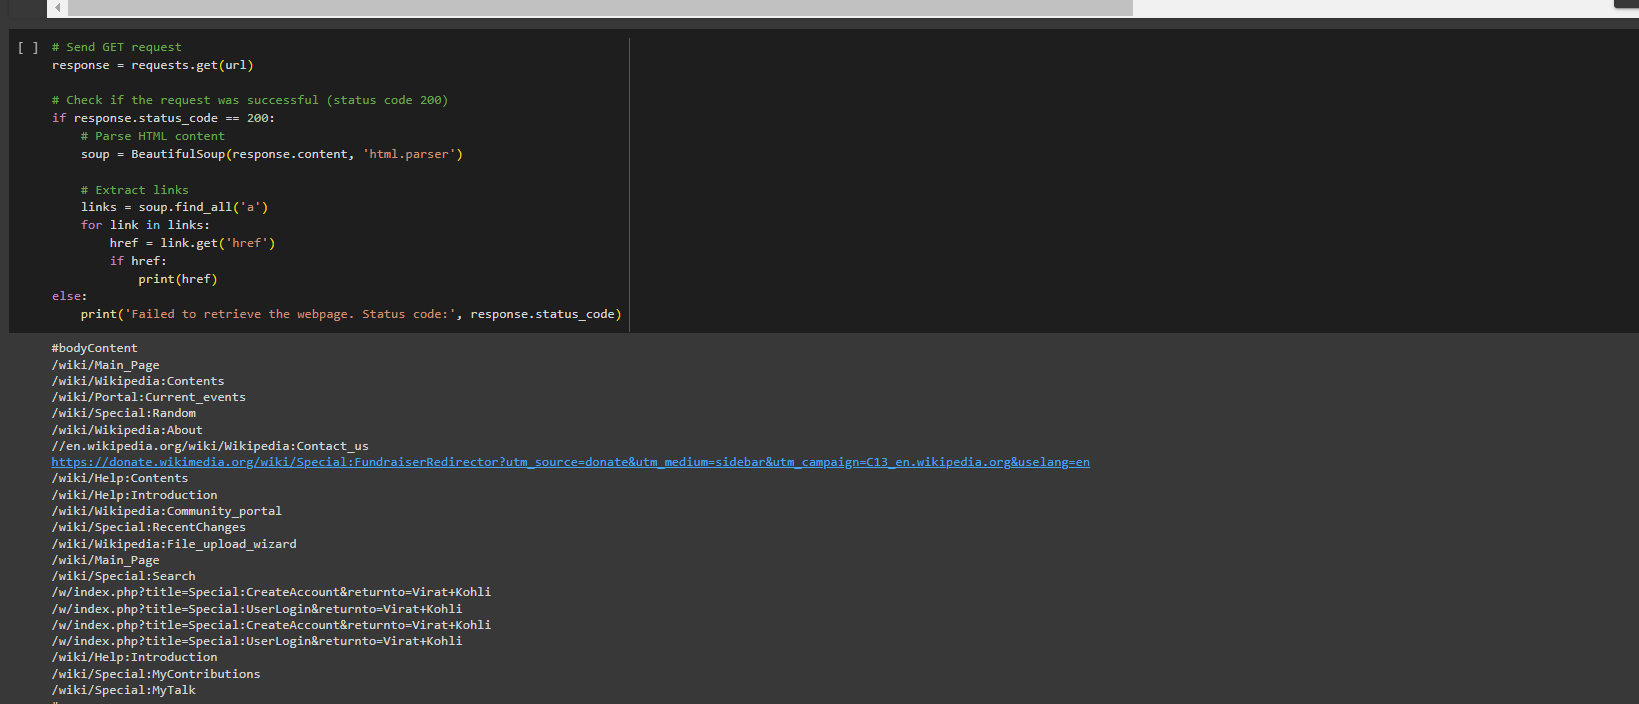 [ ] # Send GET request
response = requests.get(url)
# Check if the request was successful (status code 200)
if response.status_code == 200:
# Parse HTML content
soup = BeautifulSoup(response.content, 'html.parser')
# Extract links
links = soup.find_all('a')
for link in links:
href = link.get('href')
if href:
print(href)
else:
print('Failed to retrieve the webpage. Status code:', response.status_code)
#bodyContent
/wiki/Main_Page
/wiki/Wikipedia:Contents
/wiki/Portal:Current_events
/wiki/Special:Random
/wiki/Wikipedia:About
//en.wikipedia.org/wiki/Wikipedia:Contact_us
https://donate.wikimedia.org/wiki/Special:FundraiserRedirector?utm_source=donate&utm_medium=sidebar&utm_campaign=C13_en.wikipedia.org&uselang=en
/wiki/Help:Contents
/wiki/Help:Introduction
/wiki/Wikipedia:Community_portal
/wiki/Special:RecentChanges
/wiki/Wikipedia:File_upload_wizard
/wiki/Main_Page
/wiki/Special:Search
/w/index.php?title=Special:CreateAccount&returnto=Virat+Kohli
/w/index.php?title=Special:UserLogin&returnto=Virat+Kohli
/w/index.php?title=Special:CreateAccount&returnto=Virat+Kohli
/w/index.php?title=Special:UserLogin&returnto=Virat+Kohli
/wiki/Help:Introduction
/wiki/Special:MyContributions
/wiki/Special:MyTalk